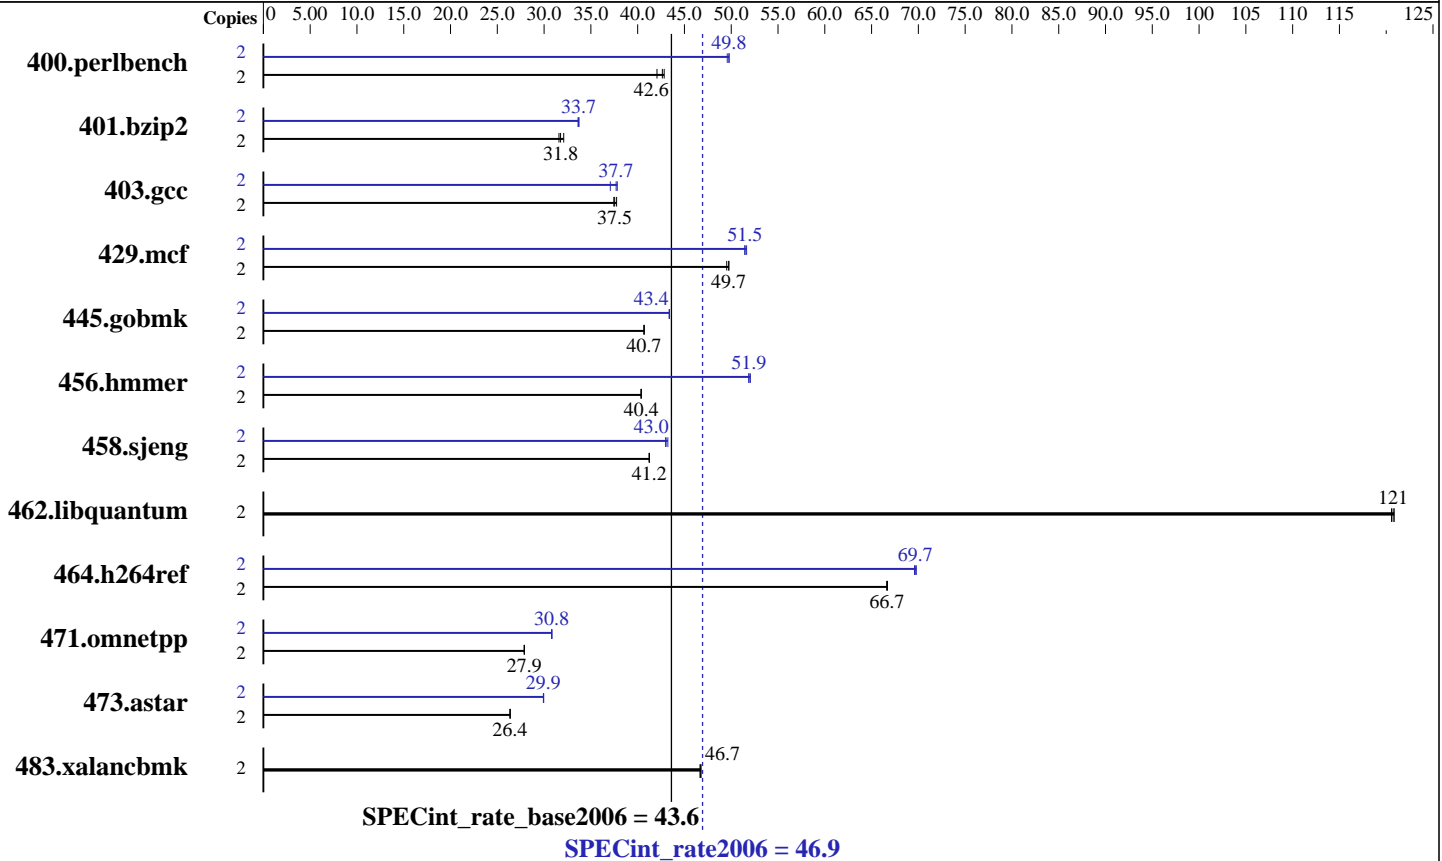 Copies 0 5.00 10.0 15.0 20.0 25.0 30.0 35.0 40.0 45.0 50.0 55.0 60.0 65.0 70.0 75.0 80.0 85.0 90.0 95.0 100 105 110 115 125
400.perlbench 2 49.8
2 42.6
401.bzip2 2 33.7
2 31.8
403.gcc 2 37.7
2 37.5
429.mcf 2 51.5
2 49.7
445.gobmk 2 43.4
2 40.7
456.hmmer 2 51.9
2 40.4
458.sjeng 2 43.0
2 41.2
462.libquantum 2 121
464.h264ref 2 69.7
2 66.7
471.omnetpp 2 30.8
2 27.9
473.astar 2 29.9
2 26.4
483.xalancbmk 2 46.7
SPECint_rate_base2006 = 43.6
SPECint_rate2006 = 46.9